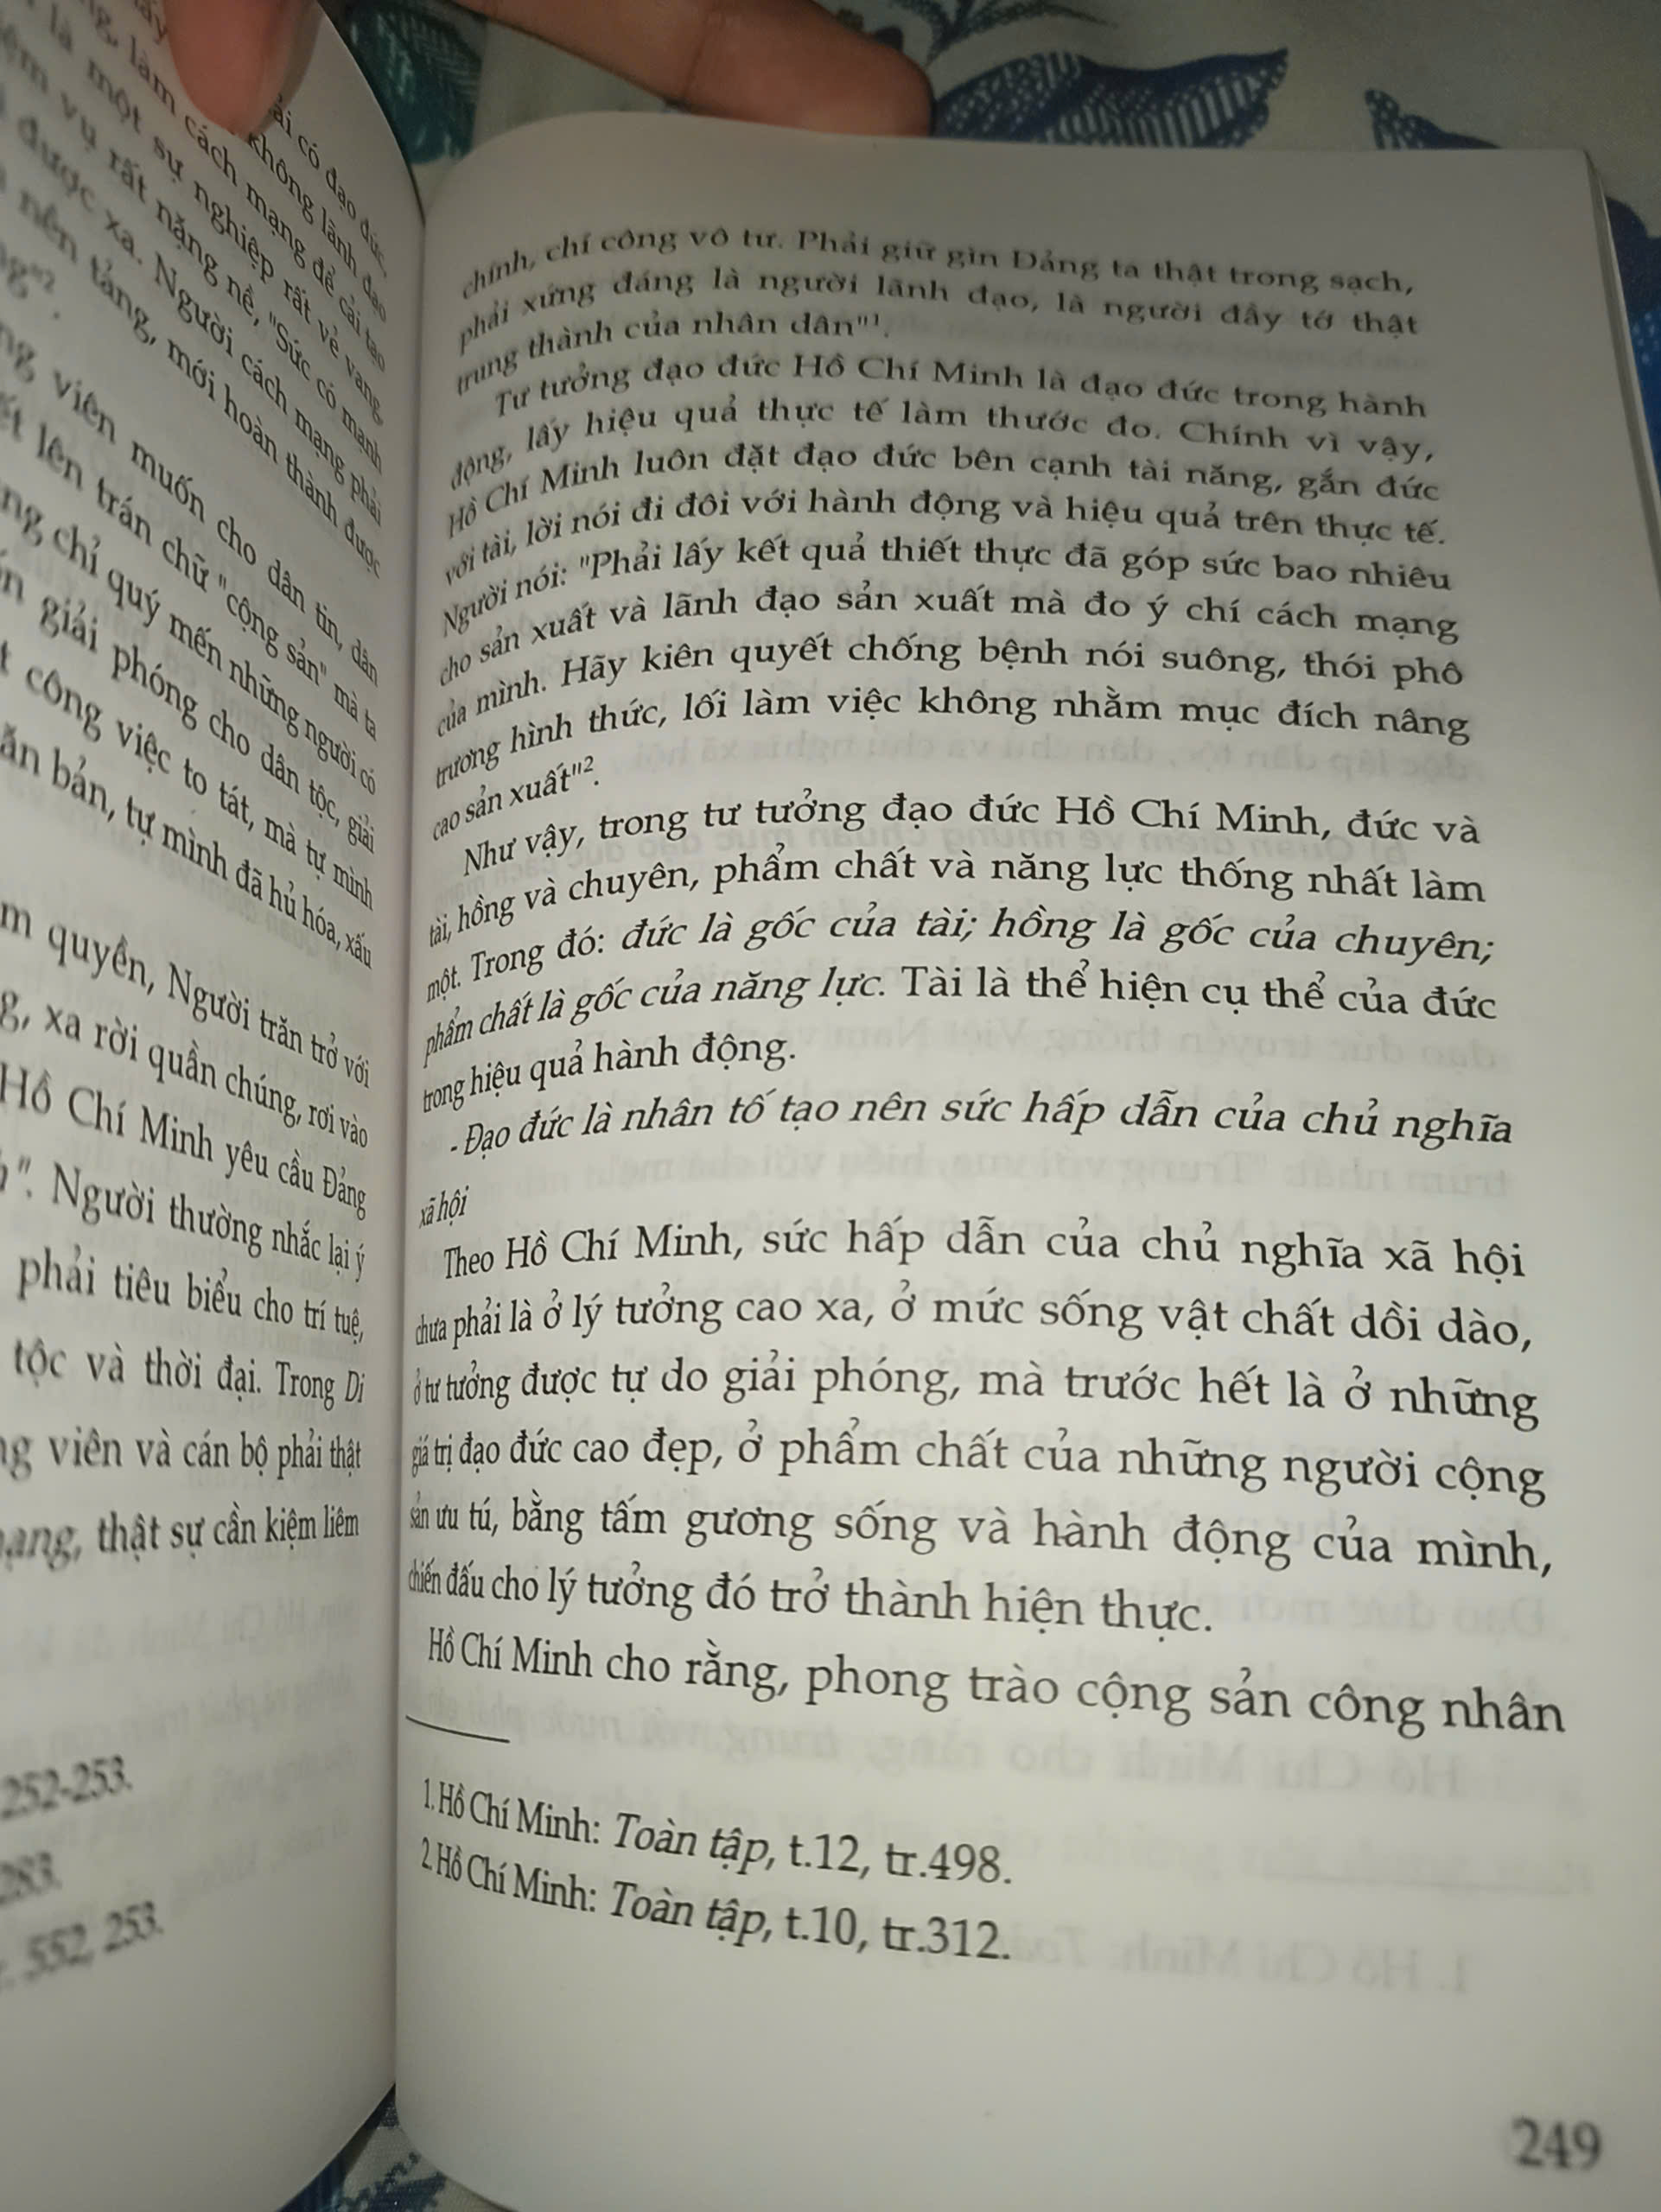 ải có đạo đức,
không lãnh đạo
làm cách mạng để cải tạo
là một sự nghiệp rất vẻ vang,
vụ rất nặng nề, "Sức có mạnh
được xa. Người cách mạng phải
nền tảng, mới hoàn thành được
viên muốn cho dân tin, dân
lên trán chữ "cộng sản" mà ta
chỉ quý mến những người có
giải phóng cho dân tộc, giải
công việc to tát, mà tự mình
căn bản, tự mình đã hủ hóa, xấu
quyền, Người trăn trở với
xa rời quần chúng, rơi vào
Hồ Chí Minh yêu cầu Đảng
Người thường nhắc lại ý
phải tiêu biểu cho trí tuệ,
tộc và thời đại. Trong Di
viên và cán bộ phải thật
thật sự cần kiệm liêm
252-253.
283.
552, 253.
chính, chí công vô tư. Phải giữ gìn Đảng ta thật trong sạch,
phải xứng đáng là người lãnh đạo, là người đầy tớ thật
trung thành của nhân dân"¹.
Tư tưởng đạo đức Hồ Chí Minh là đạo đức trong hành
động, lấy hiệu quả thực tế làm thước đo. Chính vì vậy,
Hồ Chí Minh luôn đặt đạo đức bên cạnh tài năng, gắn đức
với tài, lời nói đi đôi với hành động và hiệu quả trên thực tế.
Người nói: "Phải lấy kết quả thiết thực đã góp sức bao nhiêu
cho sản xuất và lãnh đạo sản xuất mà đo ý chí cách mạng
của mình. Hãy kiên quyết chống bệnh nói suông, thói phô
trương hình thức, lối làm việc không nhằm mục đích nâng
cao sản xuất"².
Như vậy, trong tư tưởng đạo đức Hồ Chí Minh, đức và
tài, hồng và chuyên, phẩm chất và năng lực thống nhất làm
một. Trong đó: đức là gốc của tài; hồng là gốc của chuyên;
phẩm chất là gốc của năng lực. Tài là thể hiện cụ thể của đức
trong hiệu quả hành động.
- Đạo đức là nhân tố tạo nên sức hấp dẫn của chủ nghĩa
xã hội
Theo Hồ Chí Minh, sức hấp dẫn của chủ nghĩa xã hội
chưa phải là ở lý tưởng cao xa, ở mức sống vật chất dồi dào,
ở tư tưởng được tự do giải phóng, mà trước hết là ở những
giá trị đạo đức cao đẹp, ở phẩm chất của những người cộng
sản ưu tú, bằng tấm gương sống và hành động của mình,
chiến đấu cho lý tưởng đó trở thành hiện thực.
Hồ Chí Minh cho rằng, phong trào cộng sản công nhân
1. Hồ Chí Minh: Toàn tập, t.12, tr.498.
2. Hồ Chí Minh: Toàn tập, t.10, tr.312.
249